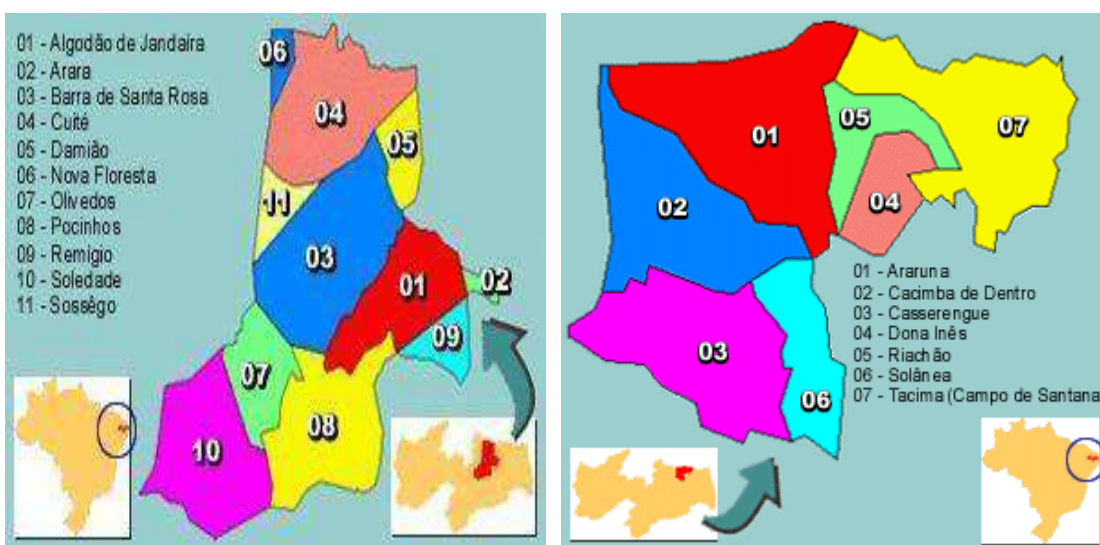 01 - Algodão de Jandaíra
02 - Arara
03 - Barra de Santa Rosa
04 - Cuité
05 - Damião
06 - Nova Floresta
07 - Olivedos
08 - Pocinhos
09 - Remígio
10 - Soledade
11 - Sossêgo
06
04
05
11
03
01
02
09
07
08
10
01
05
07
02
04
03
06
01 - Araruna
02 - Cacimba de Dentro
03 - Casserengue
04 - Dona Inês
05 - Riachão
06 - Solânea
07 - Tacima (Campo de Santana